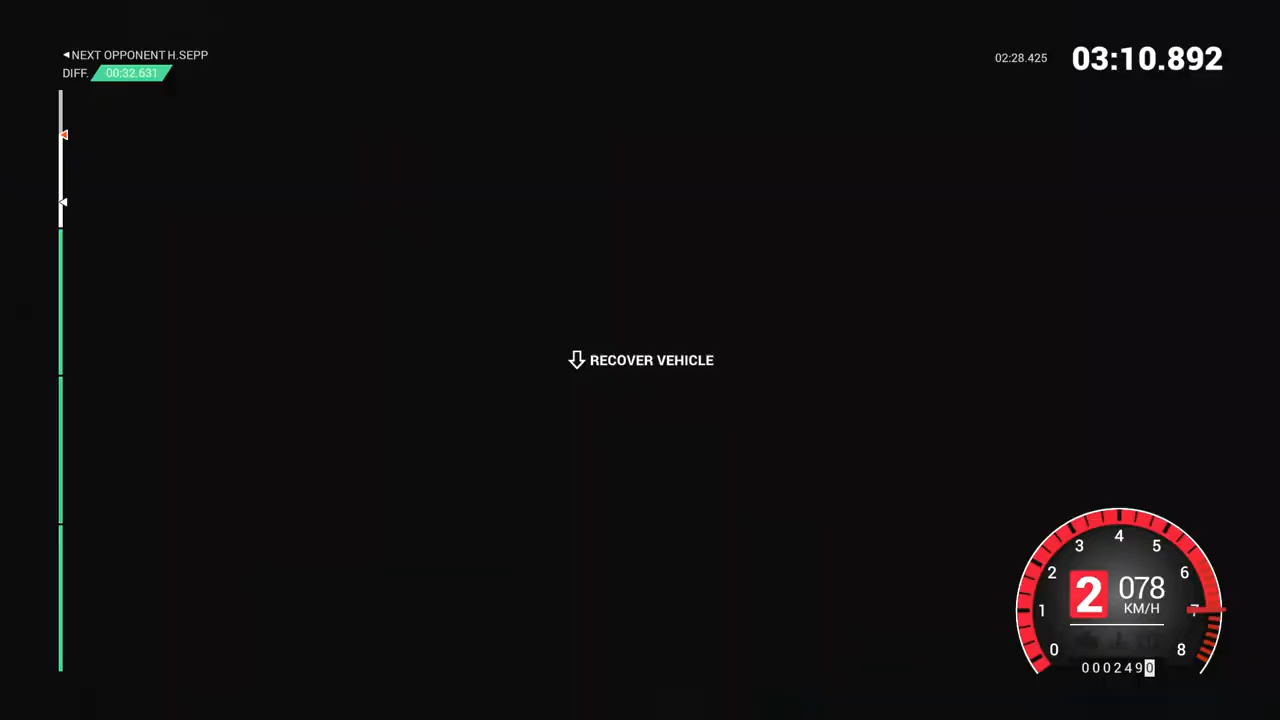 NEXT OPPONENT H.SEPP
DIFF. 00:32.631
02:28.425 03:10.892
RECOVER VEHICLE
0 1 2 3 4 5 6 7 8
2 078
KM/H
0002490